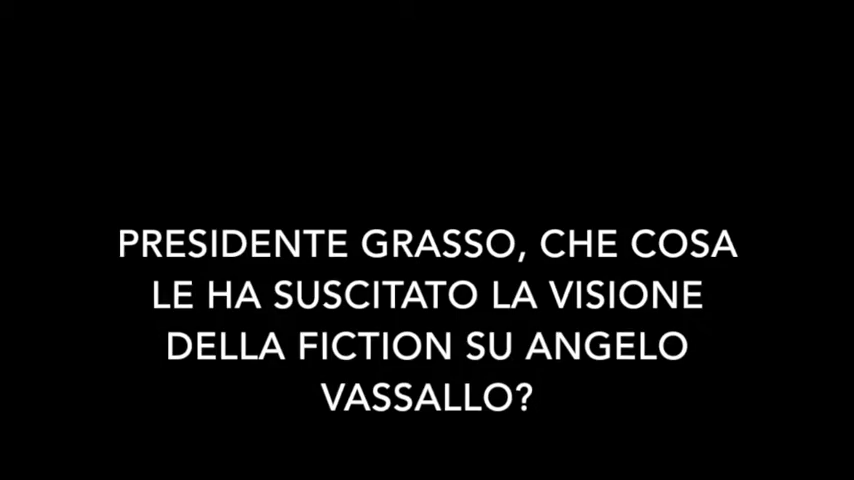 PRESIDENTE GRASSO, CHE COSA
LE HA SUSCITATO LA VISIONE
DELLA FICTION SU ANGELO
VASSALLO?